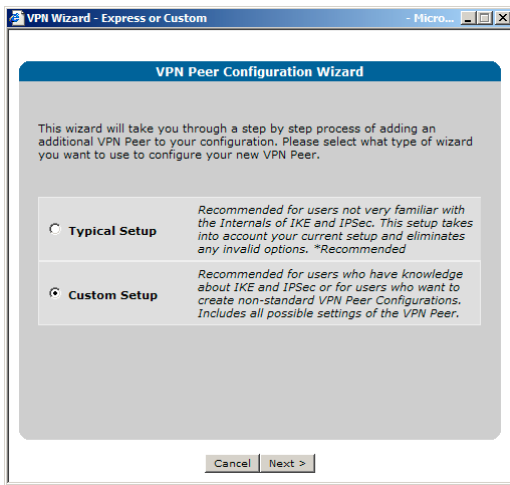 VPN Wizard - Express or Custom - Micro...
VPN Peer Configuration Wizard
This wizard will take you through a step by step process of adding an
additional VPN Peer to your configuration. Please select what type of wizard
you want to use to configure your new VPN Peer.
Typical Setup
Recommended for users not very familiar with
the Internals of IKE and IPSec. This setup takes
into account your current setup and eliminates
any invalid options. *Recommended
Custom Setup
Recommended for users who have knowledge
about IKE and IPSec or for users who want to
create non-standard VPN Peer Configurations.
Includes all possible settings of the VPN Peer.
Cancel Next >